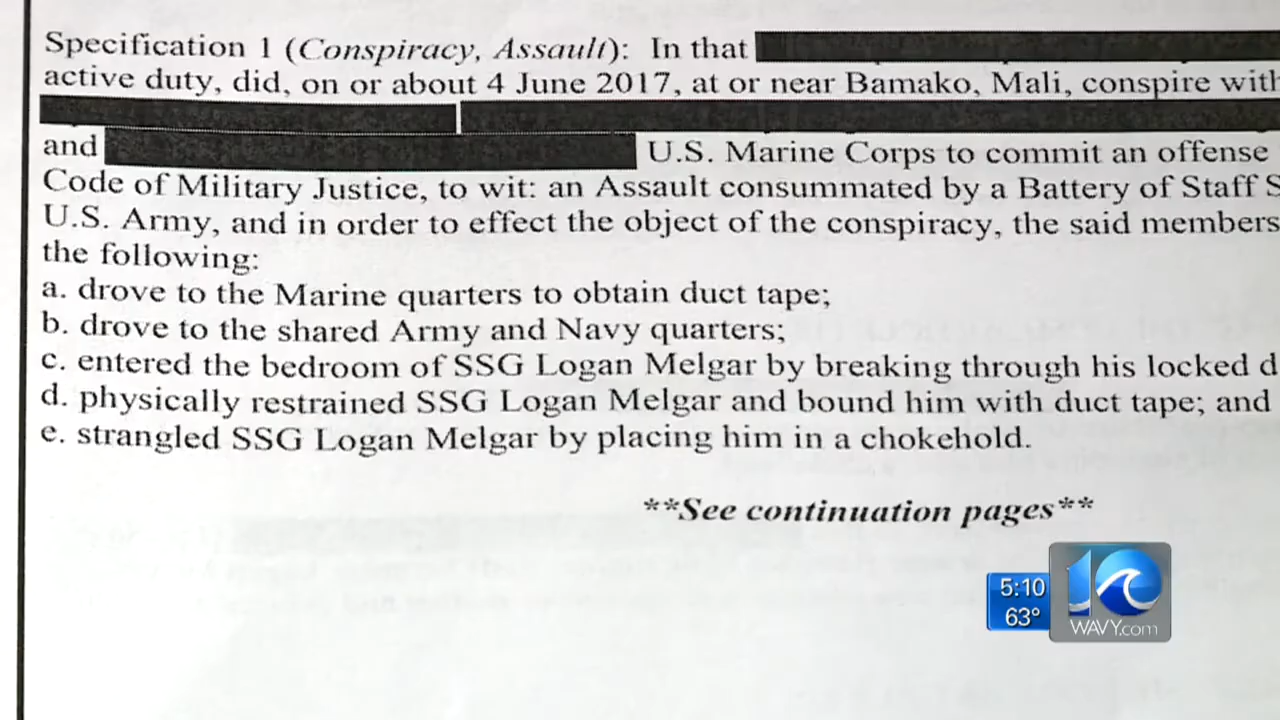 Specification 1 (Conspiracy, Assault): In that
active duty, did, on or about 4 June 2017, at or near Bamako, Mali, conspire with
and U.S. Marine Corps to commit an offense
Code of Military Justice, to wit: an Assault consummated by a Battery of Staff S
U.S. Army, and in order to effect the object of the conspiracy, the said members
the following:
a. drove to the Marine quarters to obtain duct tape;
b. drove to the shared Army and Navy quarters;
c. entered the bedroom of SSG Logan Melgar by breaking through his locked d
d. physically restrained SSG Logan Melgar and bound him with duct tape; and
e. strangled SSG Logan Melgar by placing him in a chokehold.
**See continuation pages**
5:10
63°
10
WAVY.com